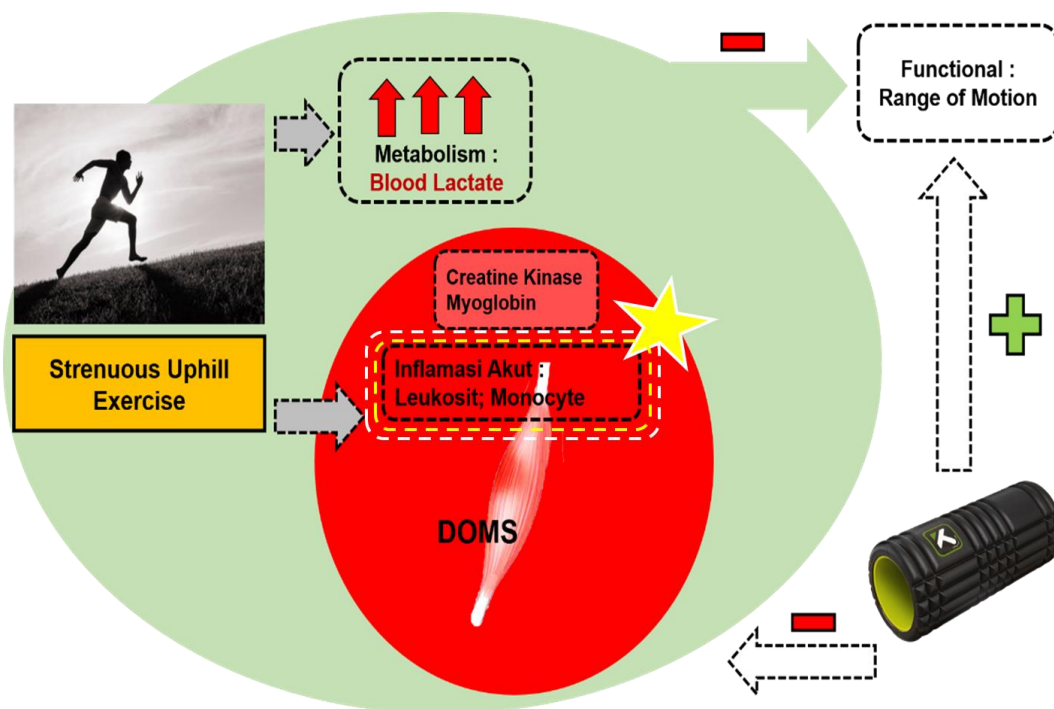 Functional :
Range of Motion
Metabolism :
Blood Lactate
Creatine Kinase
Myoglobin
Strenuous Uphill
Exercise
Inflamasi Akut :
Leukosit; Monocyte
DOMS